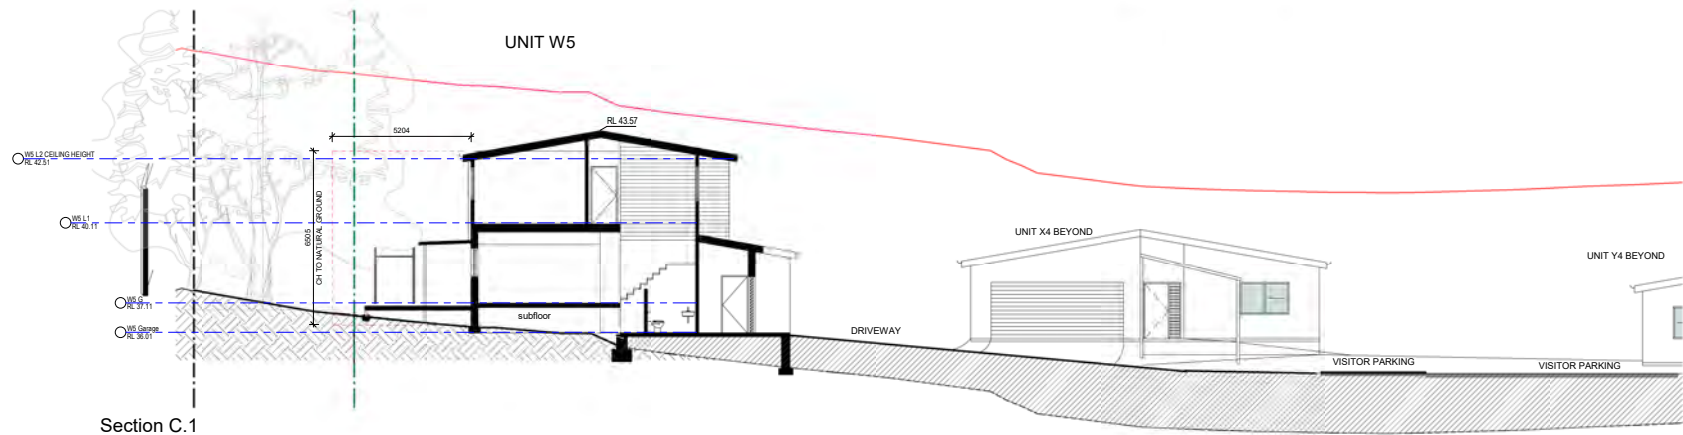 UNIT W5
RL 43.57
5204
W5 L2 CEILING HEIGHT
RL 42.51
6505
CH TO NATURAL GROUND
W5 L1
RL 40.11
UNIT X4 BEYOND
UNIT Y4 BEYOND
W5 G
RL 37.11
subfloor
W5 Garage
RL 36.01
DRIVEWAY
VISITOR PARKING
VISITOR PARKING
Section C.1